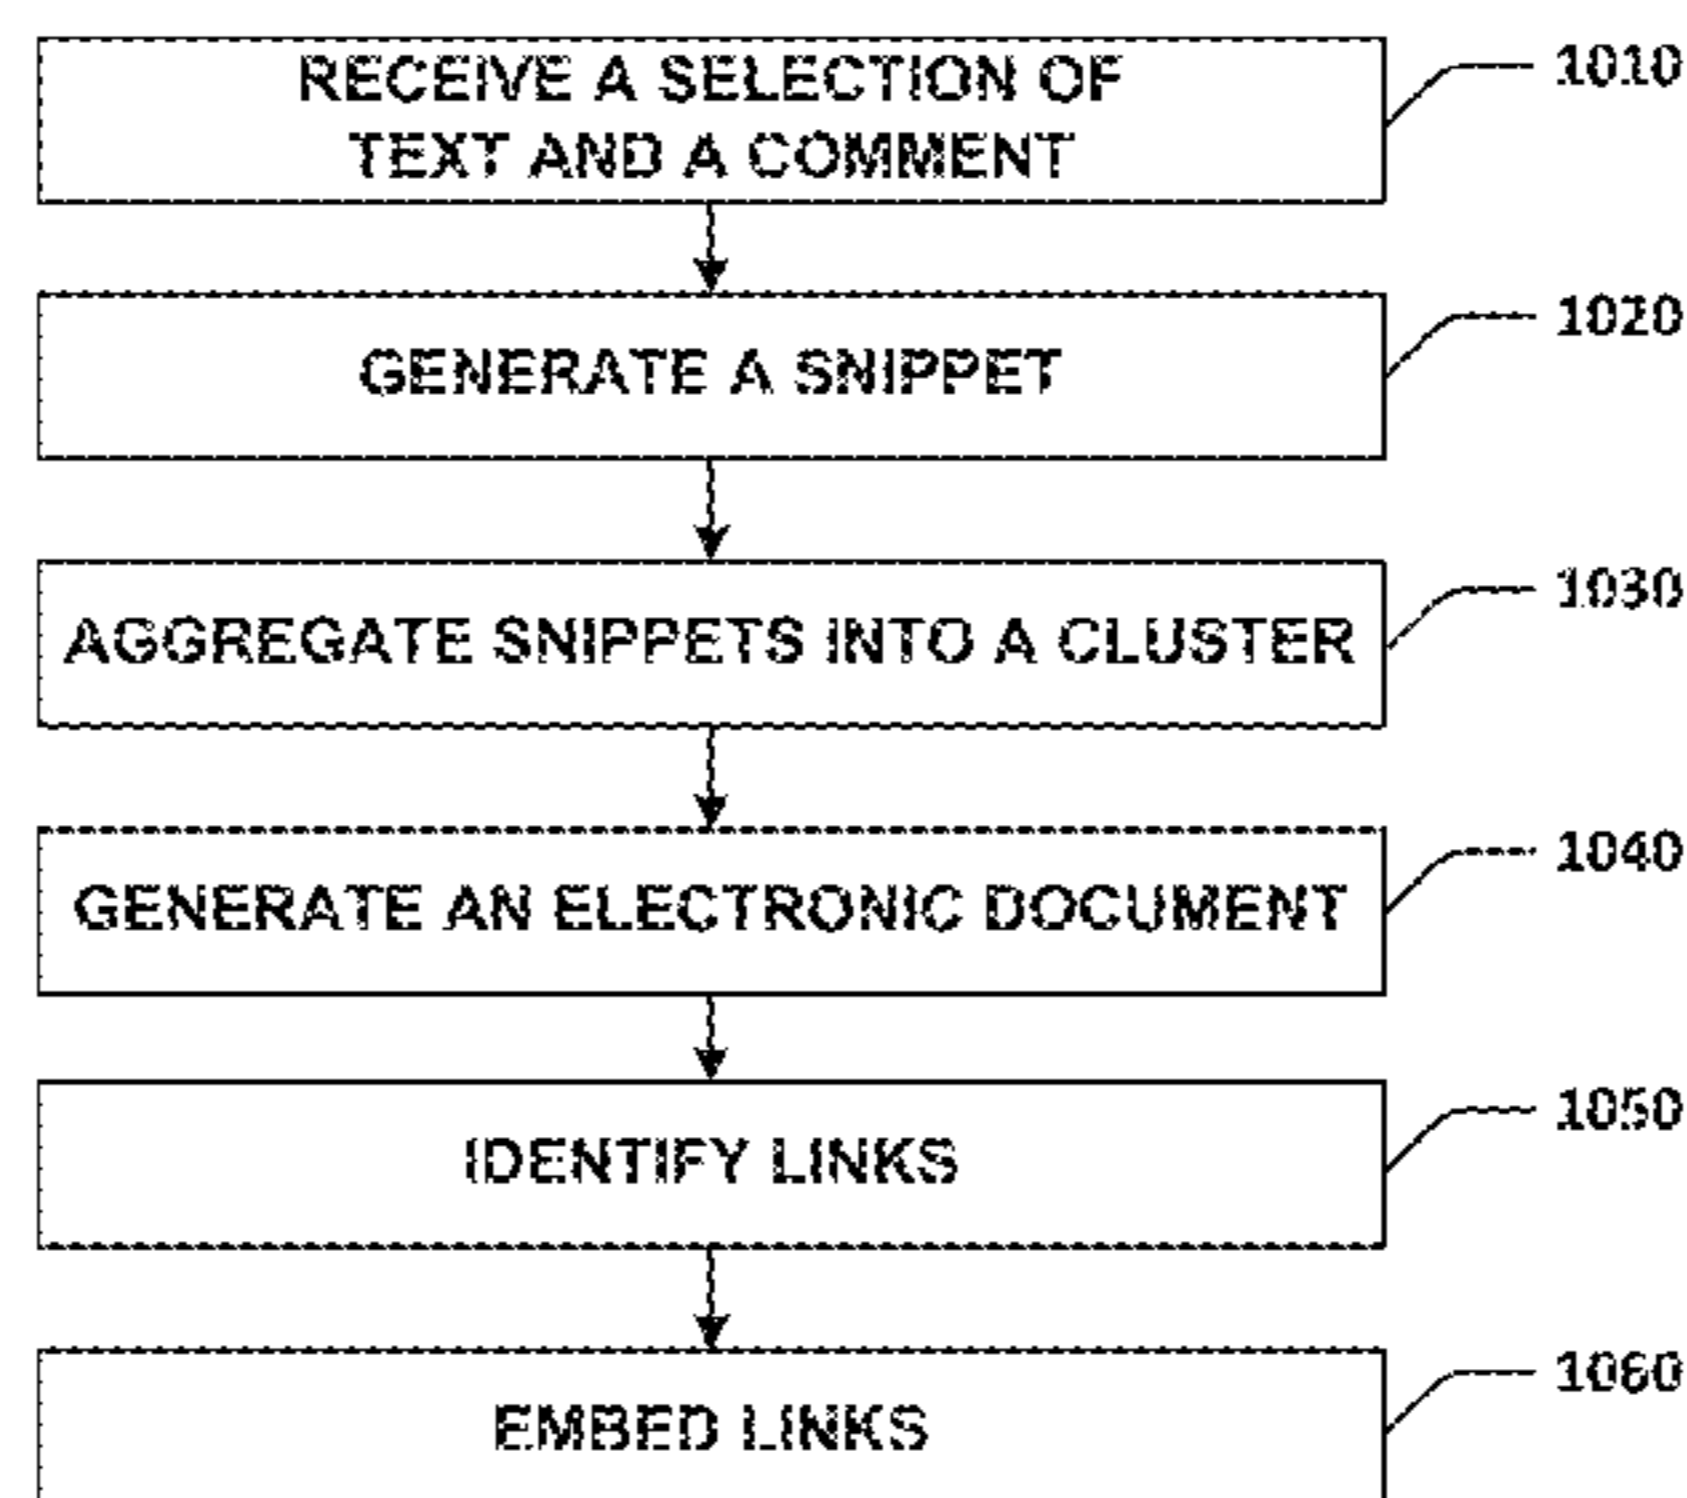 RECEIVE A SELECTION OF
TEXT AND A COMMENT
1010
GENERATE A SNIPPET
1020
AGGREGATE SNIPPETS INTO A CLUSTER
1030
GENERATE AN ELECTRONIC DOCUMENT
1040
IDENTIFY LINKS
1050
EMBED LINKS
1060